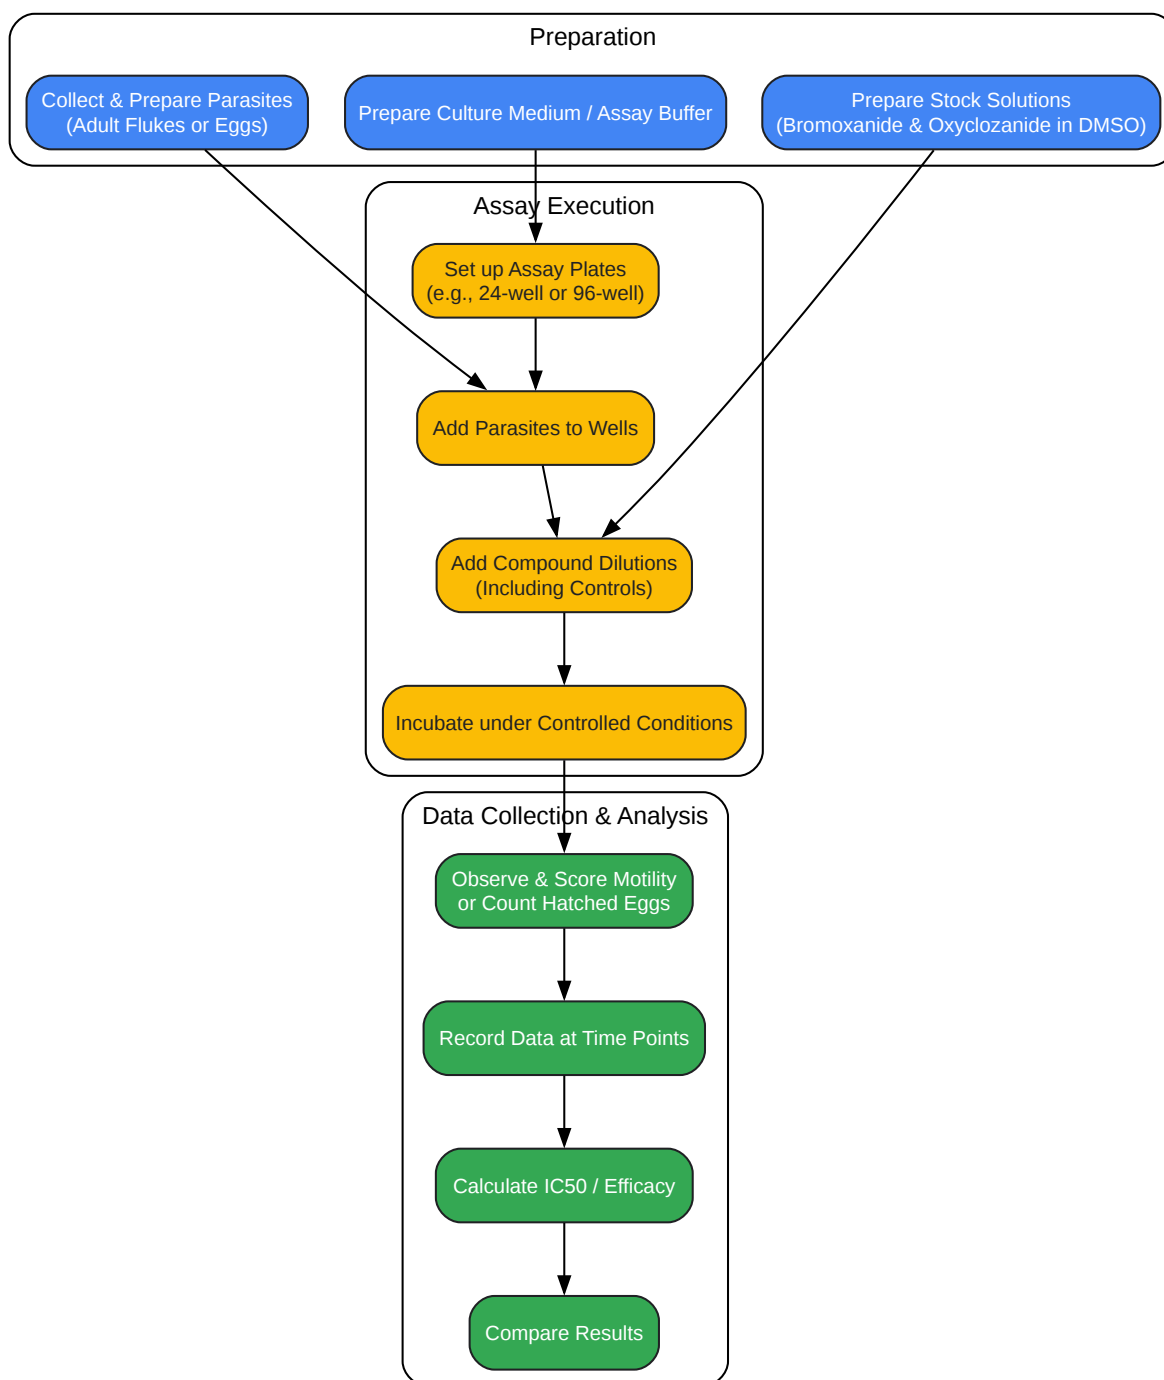 Preparation
Collect & Prepare Parasites
(Adult Flukes or Eggs)
Prepare Culture Medium / Assay Buffer
Prepare Stock Solutions
(Bromoxanide & Oxyclozanide in DMSO)
Assay Execution
Set up Assay Plates
(e.g., 24-well or 96-well)
Add Parasites to Wells
Add Compound Dilutions
(Including Controls)
Incubate under Controlled Conditions
Data Collection & Analysis
Observe & Score Motility
or Count Hatched Eggs
Record Data at Time Points
Calculate IC50 / Efficacy
Compare Results